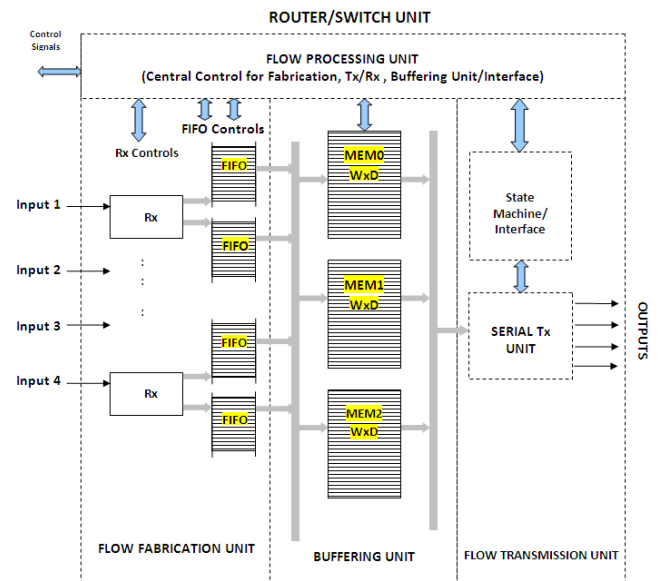 ROUTER/SWITCH UNIT
Control
Signals
FLOW PROCESSING UNIT
(Central Control for Fabrication, Tx/Rx , Buffering Unit/Interface)
FIFO Controls
Rx Controls
FIFO
MEM0
WxD
Input 1
Rx
State
Machine/
Interface
FIFO
Input 2
MEM1
WxD
Input 3
SERIAL Tx
UNIT
OUTPUTS
FIFO
Input 4
Rx
FIFO
MEM2
WxD
FLOW FABRICATION UNIT
BUFFERING UNIT
FLOW TRANSMISSION UNIT